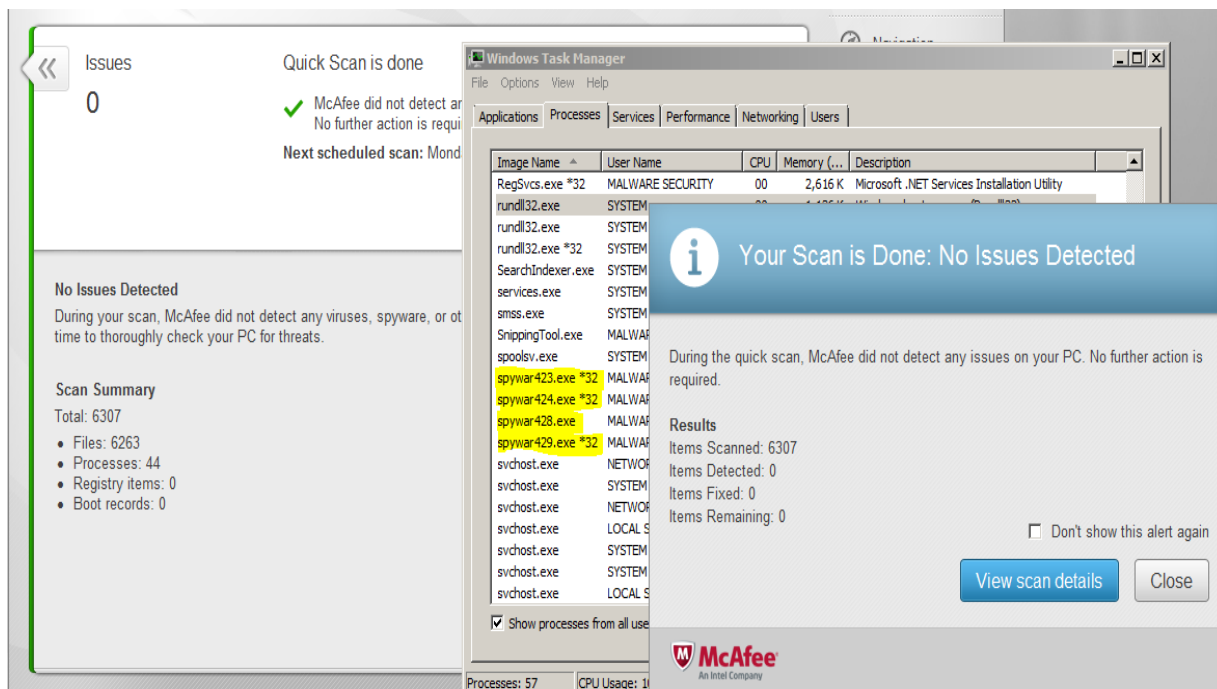 Issues
0
Quick Scan is done
McAfee did not detect ar
No further action is requi
Next scheduled scan: Mond
No Issues Detected
During your scan, McAfee did not detect any viruses, spyware, or ot
time to thoroughly check your PC for threats.
Scan Summary
Total: 6307
• Files: 6263
• Processes: 44
• Registry items: 0
• Boot records: 0
Windows Task Manager
File Options View Help
Applications Processes Services Performance Networking Users
Image Name User Name CPU Memory (... Description
RegSvcs.exe *32 MALWARE SECURITY 00 2,616 K Microsoft .NET Services Installation Utility
rundll32.exe SYSTEM
rundll32.exe SYSTEM
rundll32.exe *32 SYSTEM
SearchIndexer.exe SYSTEM
services.exe SYSTEM
smss.exe SYSTEM
SnippingTool.exe MALWAR
spoolsv.exe SYSTEM
spywar423.exe *32 MALWAR
spywar424.exe *32 MALWAR
spywar428.exe MALWAR
spywar429.exe *32 MALWAR
svchost.exe NETWOR
svchost.exe SYSTEM
svchost.exe NETWOR
svchost.exe LOCAL S
svchost.exe SYSTEM
svchost.exe SYSTEM
svchost.exe LOCAL S
Show processes from all use
Processes: 57 CPU Usage: 10
Your Scan is Done: No Issues Detected
During the quick scan, McAfee did not detect any issues on your PC. No further action is
required.
Results
Items Scanned: 6307
Items Detected: 0
Items Fixed: 0
Items Remaining: 0
Don't show this alert again
View scan details Close
McAfee
An Intel Company